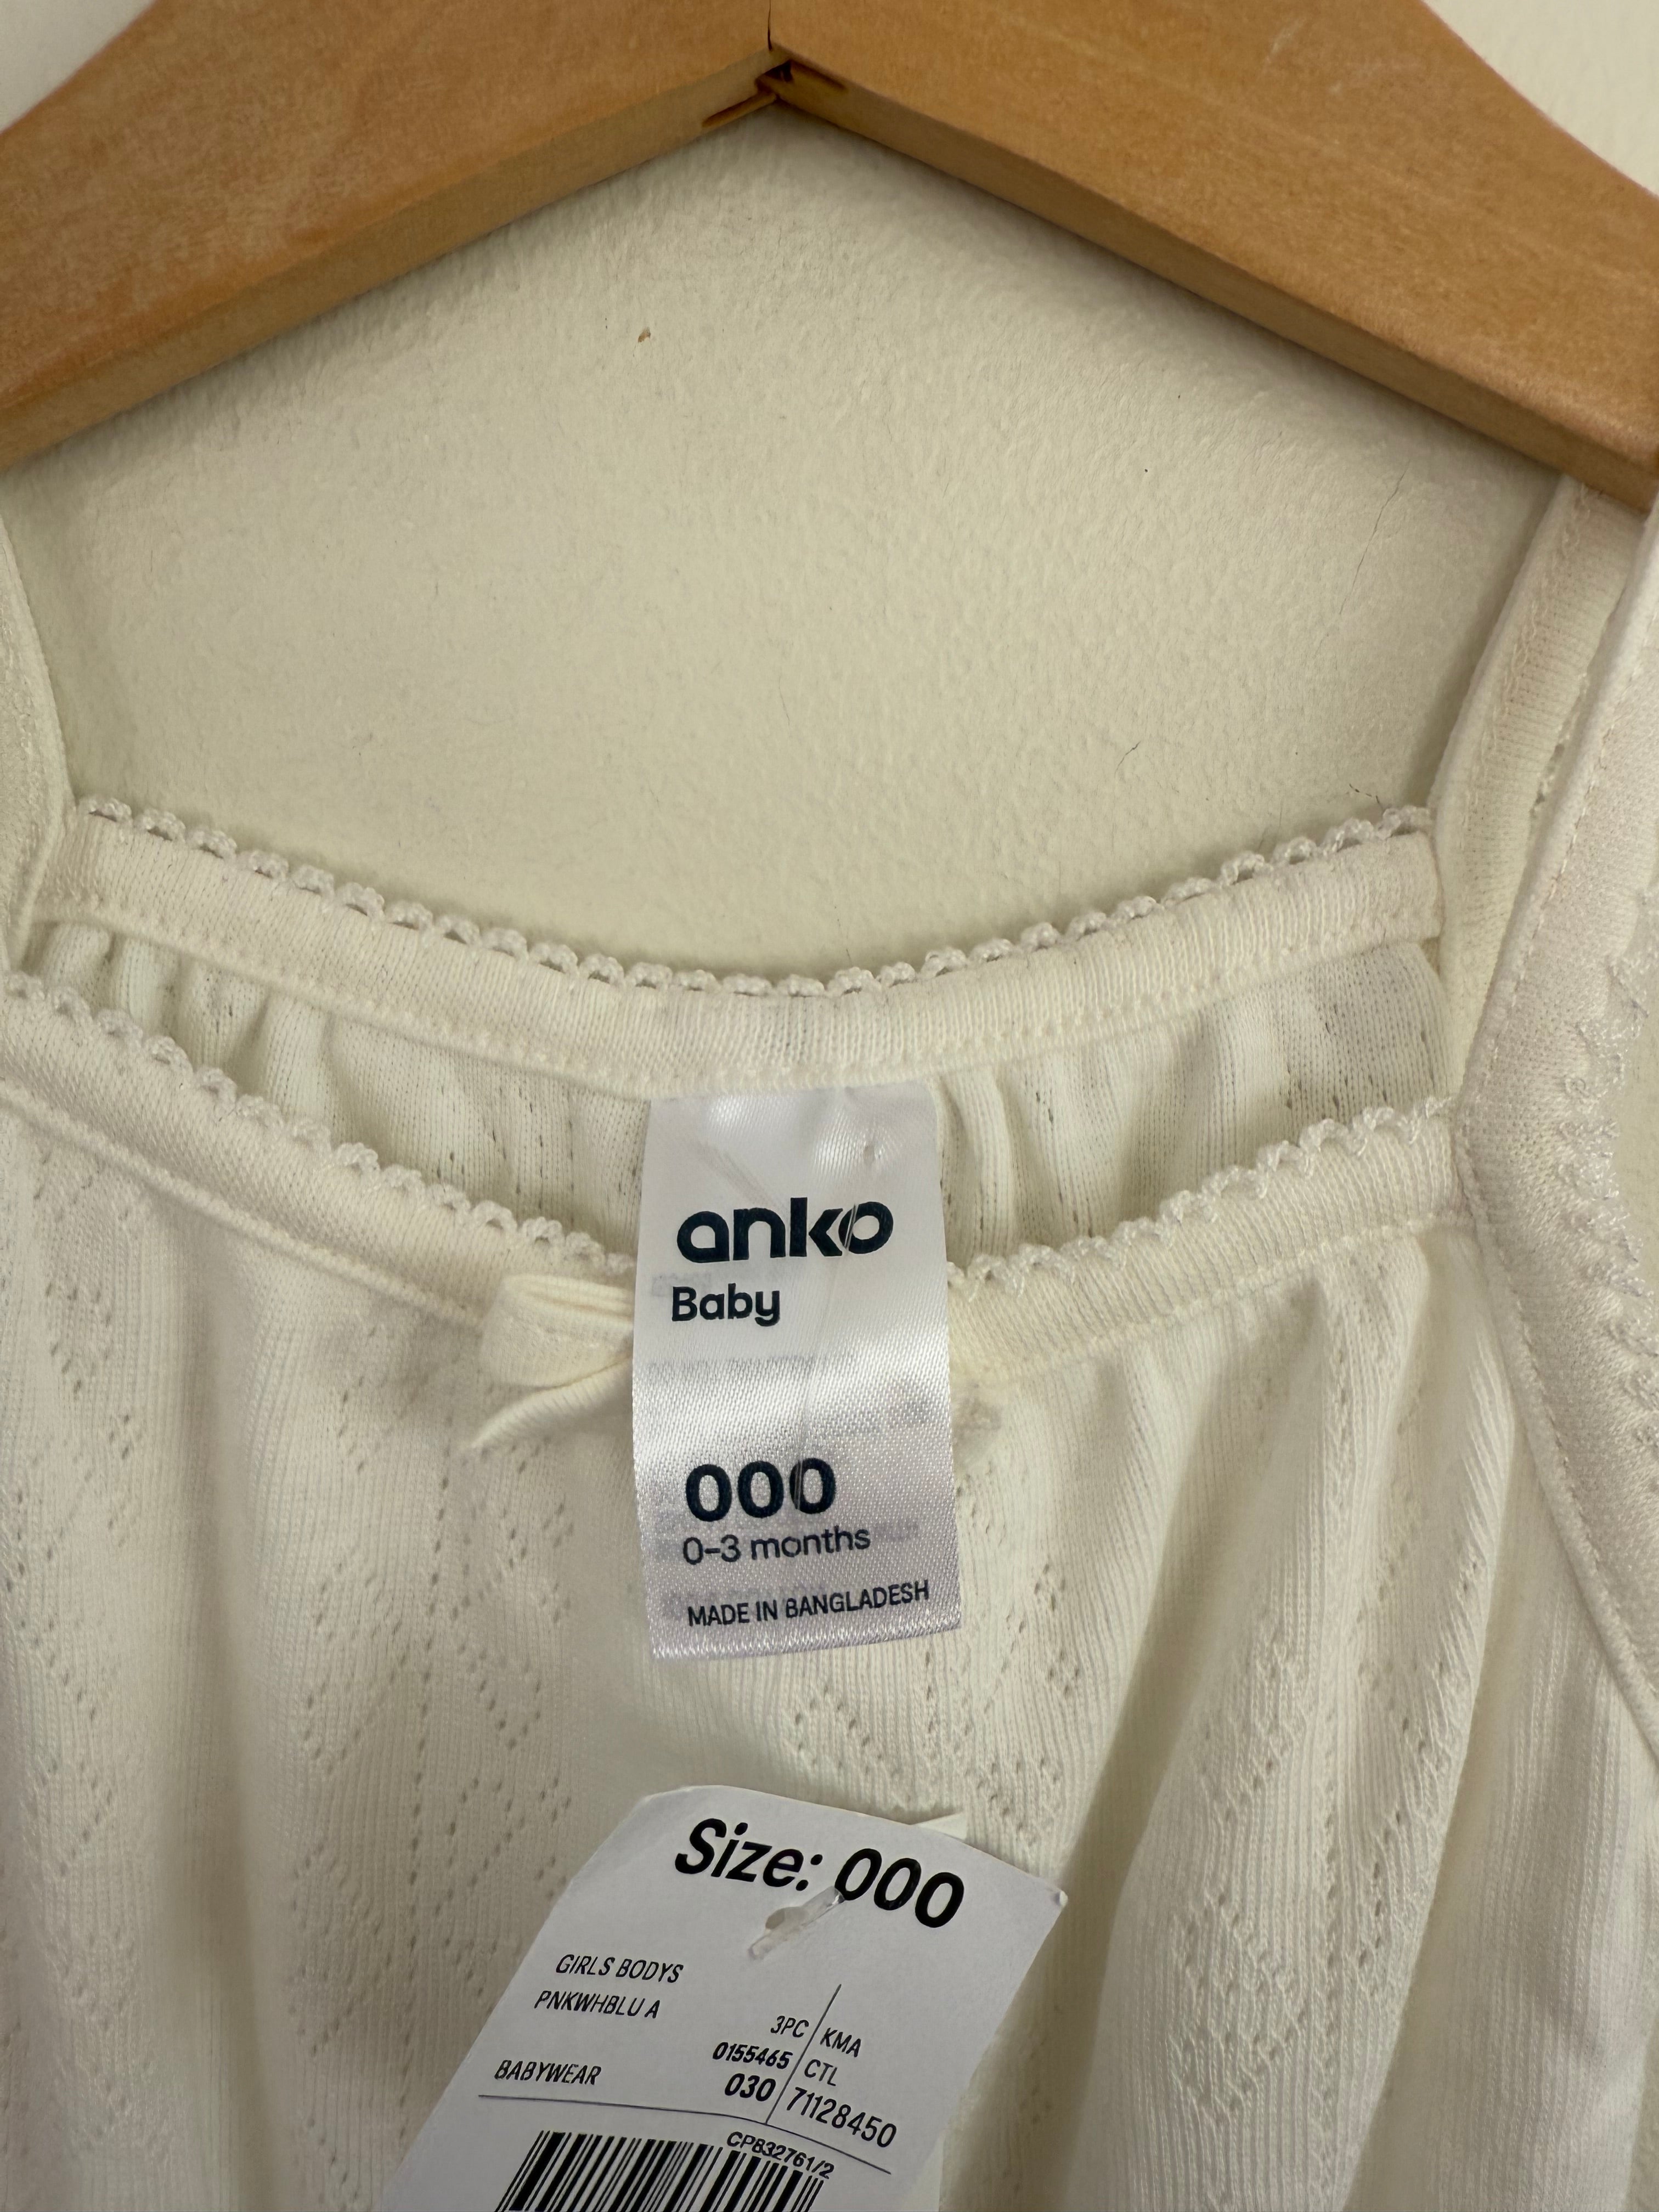 anko
Baby
000
0-3 months
MADE IN BANGLADESH
Size: 000
GIRLS BODYS
PNKWHBLU A
3PC KMA
0155465 CTL
BABYWEAR 030 71128450
CP832761/2